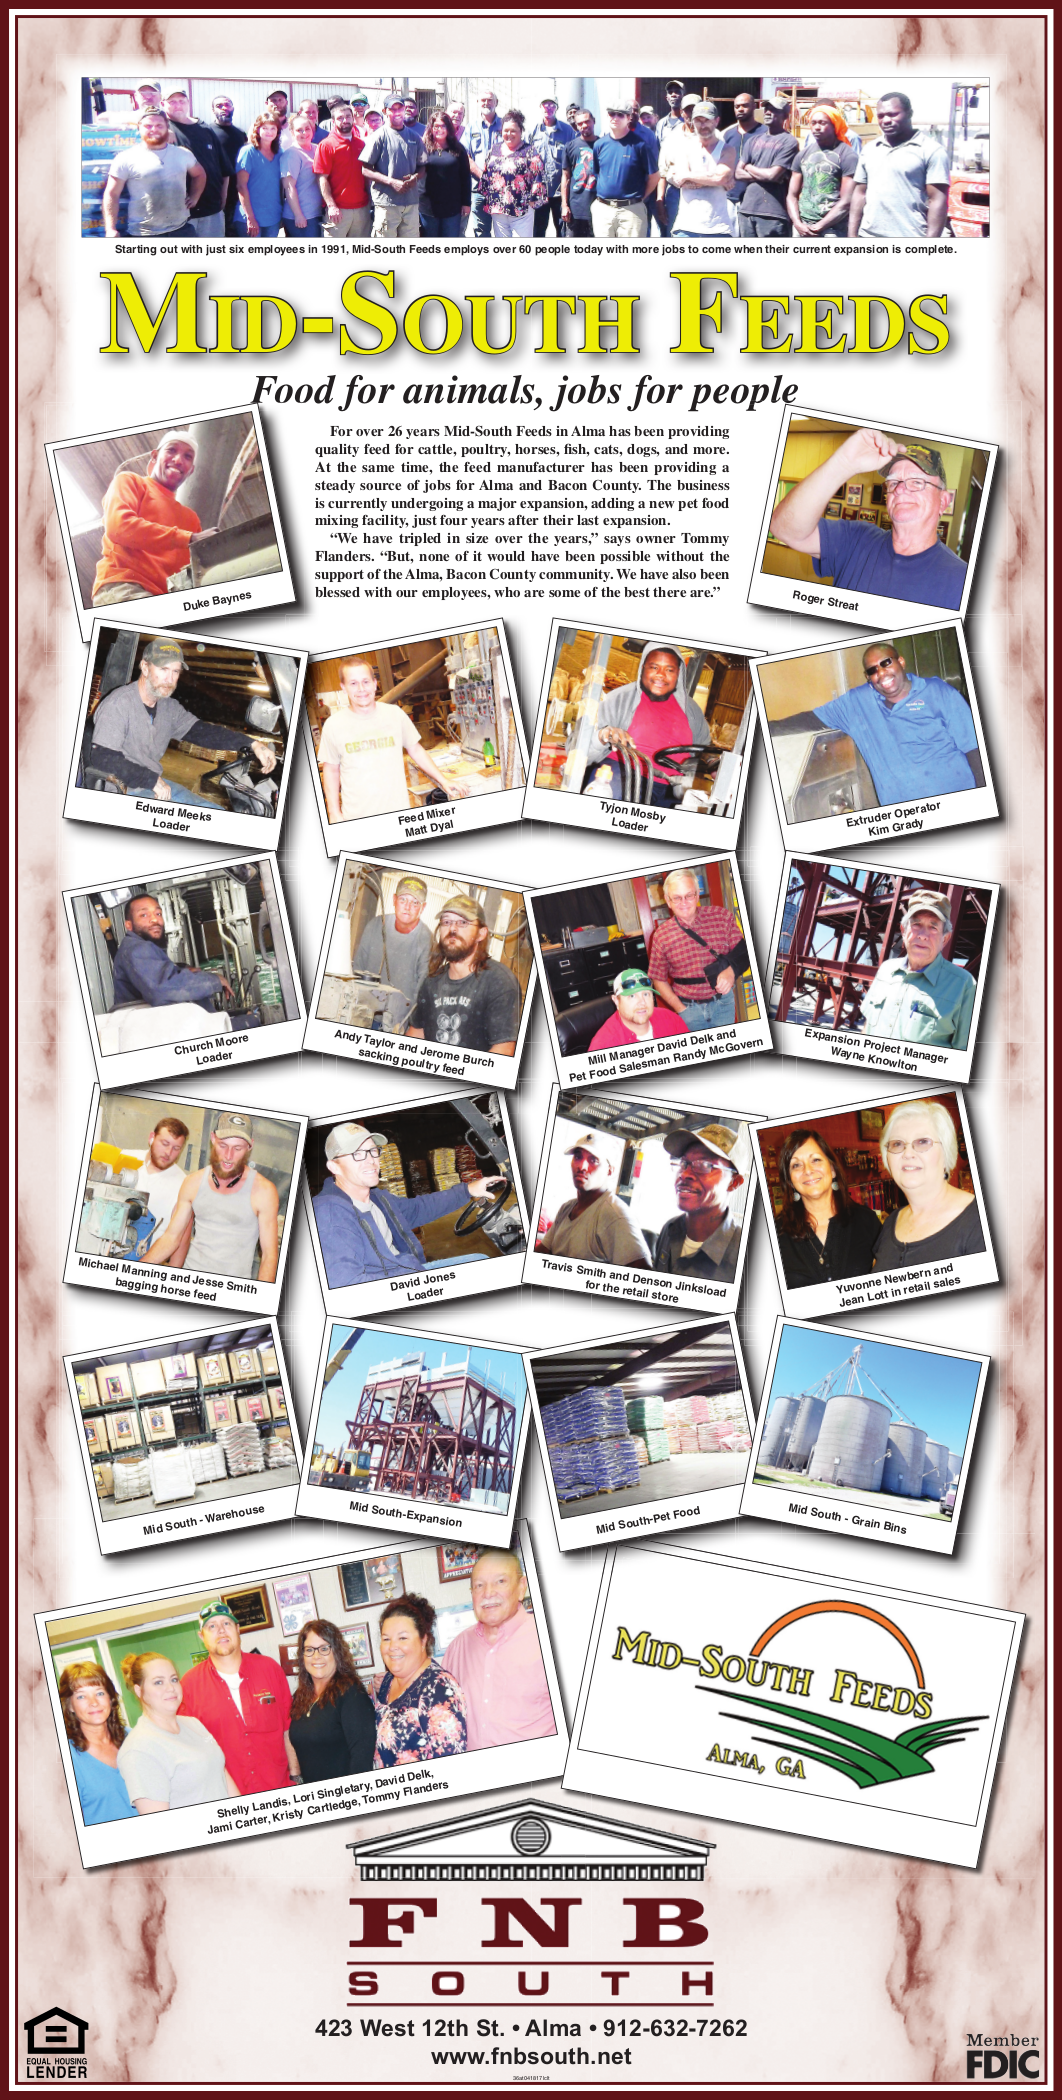 Starting out with just six employees in 1991, Mid-South Feeds employs over 60 people today with more jobs to come when their current expansion is complete.
Mid-South Feeds
Food for animals, jobs for people
For over 26 years Mid-South Feeds in Alma has been providing
quality feed for cattle, poultry, horses, fish, cats, dogs, and more.
At the same time, the feed manufacturer has been providing a
steady source of jobs for Alma and Bacon County. The business
is currently undergoing a major expansion, adding a new pet food
mixing facility, just four years after their last expansion.
“We have tripled in size over the years,” says owner Tommy
Flanders. “But, none of it would have been possible without the
support of the Alma, Bacon County community. We have also been
blessed with our employees, who are some of the best there are.”
Duke Baynes
Roger Streat
Edward Meeks
Loader
GEORGIA
Feed Mixer
Matt Dyal
Tyjon Mosby
Loader
Extruder Operator
Kim Grady
Church Moore
Loader
Andy Taylor and Jerome Burch
sacking poultry feed
Mill Manager David Delk and
Pet Food Salesman Randy McGovern
Expansion Project Manager
Wayne Knowlton
Michael Manning and Jesse Smith
bagging horse feed
David Jones
Loader
Travis Smith and Denson Jinksload
for the retail store
Yuvonne Newbern and
Jean Lott in retail sales
Mid South - Warehouse
Mid South-Expansion
Mid South-Pet Food
Mid South - Grain Bins
Shelly Landis, Lori Singletary, David Delk,
Jami Carter, Kristy Cartledge, Tommy Flanders
Mid-South Feeds
Alma, GA
FNB
SOUTH
423 West 12th St. • Alma • 912-632-7262
www.fnbsouth.net
EQUAL HOUSING
LENDER
Member
FDIC